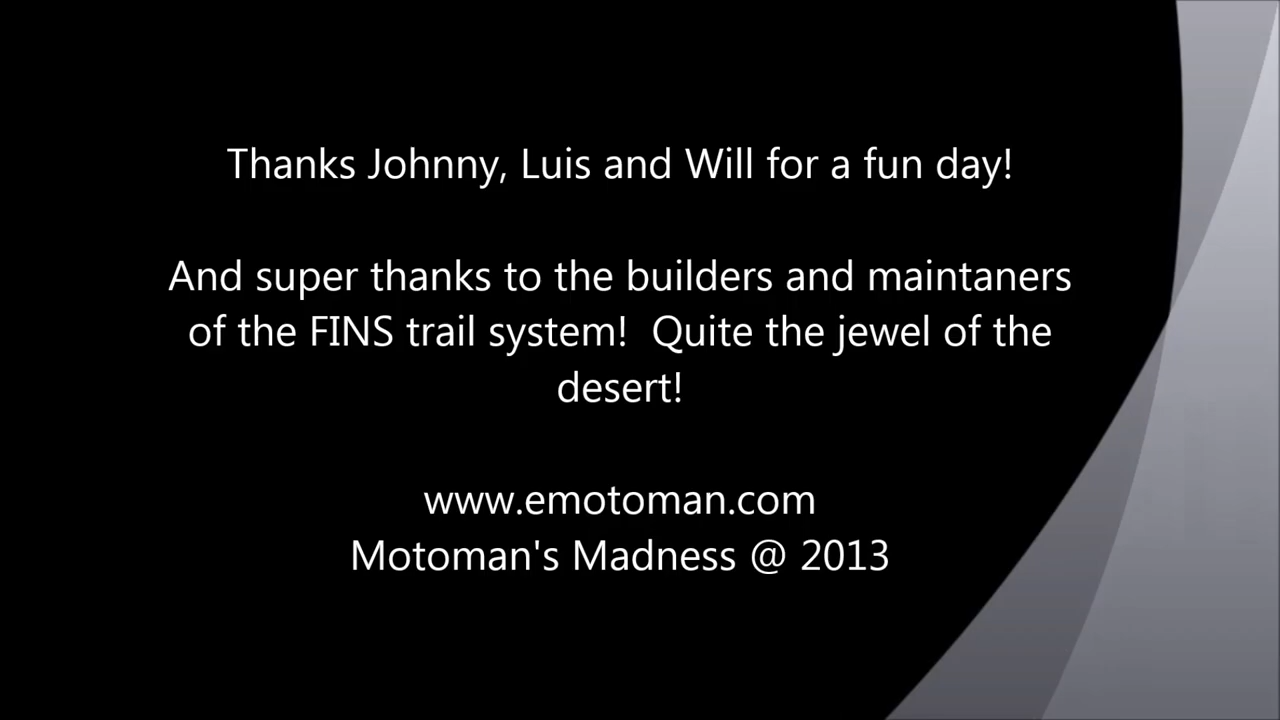 Thanks Johnny, Luis and Will for a fun day!
And super thanks to the builders and maintaners
of the FINS trail system!  Quite the jewel of the
desert!
www.emotoman.com
Motoman's Madness @ 2013